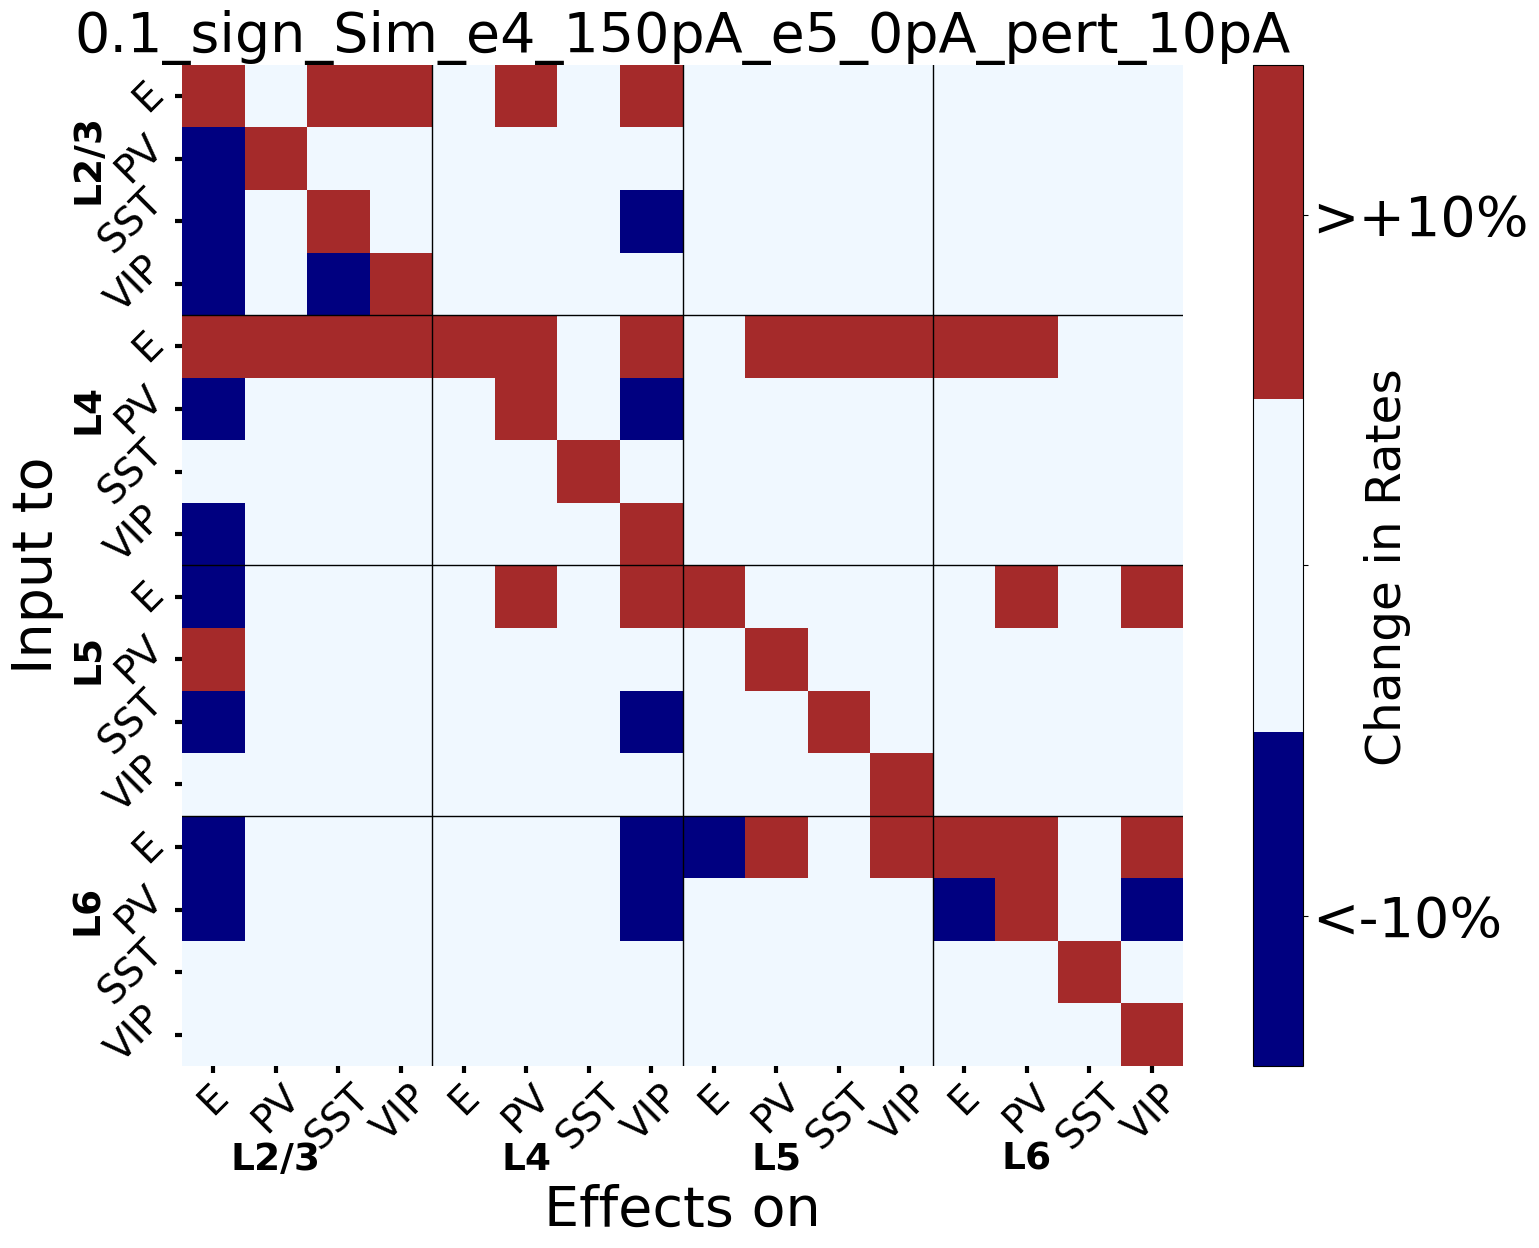 0.1_sign_Sim_e4_150pA_e5_0pA_pert_10pA
Input to
L2/3
E
PV
SST
VIP
L4
E
PV
SST
VIP
L5
E
PV
SST
VIP
L6
E
PV
SST
VIP
E PV SST VIP E PV SST VIP E PV SST VIP E PV SST VIP
L2/3 L4 L5 L6
Effects on
>+10%
<-10%
Change in Rates